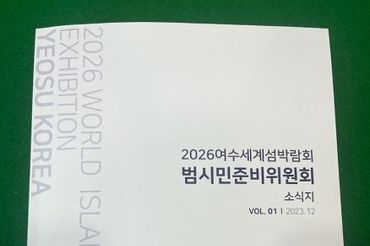 2026 WORLD ISLA
EXHIBITION
YEOSU KOREA
2026여수세계섬박람회
범시민준비위원회
소식지
VOL. 01 | 2023. 12